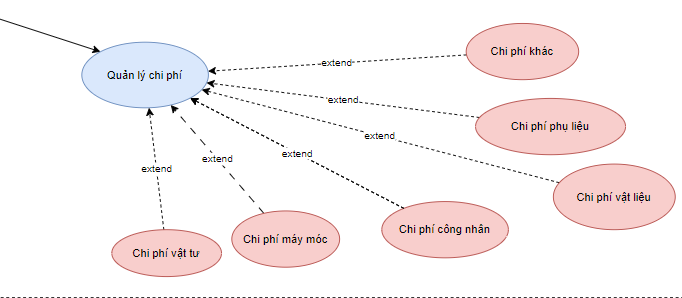 Chi phí khác
extend
Quản lý chi phí
extend
Chi phí phụ liệu
extend
extend
extend
extend
Chi phí vật liệu
Chi phí công nhân
Chi phí máy móc
Chi phí vật tư